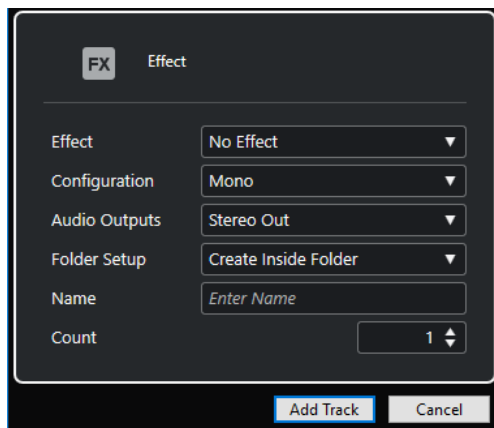 FX Effect
Effect No Effect
Configuration Mono
Audio Outputs Stereo Out
Folder Setup Create Inside Folder
Name Enter Name
Count 1
Add Track Cancel